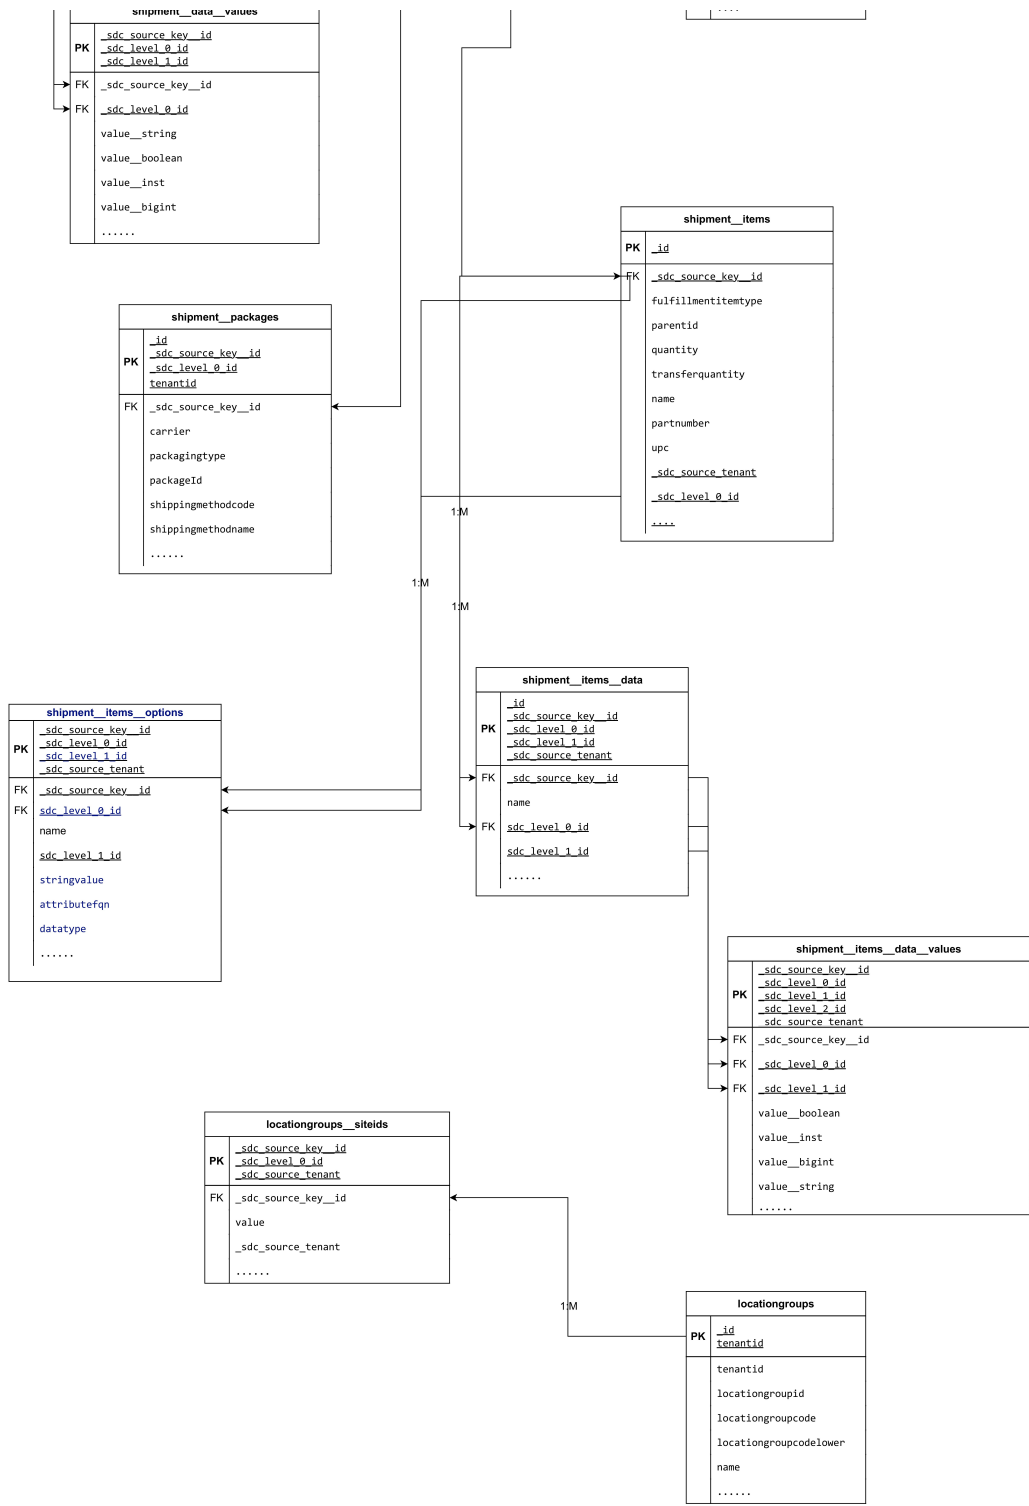 ....
shipment__data__values
PK
_sdc_source_key__id
_sdc_level_0_id
_sdc_level_1_id
FK _sdc_source_key__id
FK _sdc_level_0_id
value__string
value__boolean
value__inst
value__bigint
......
shipment__items
PK _id
FK _sdc_source_key__id
fulfillmentitemtype
parentid
quantity
transferquantity
name
partnumber
upc
_sdc_source_tenant
_sdc_level_0_id
....
shipment__packages
PK
_id
_sdc_source_key__id
_sdc_level_0_id
tenantid
FK _sdc_source_key__id
carrier
packagingtype
packageId
shippingmethodcode
shippingmethodname
......
1:M
1:M
1:M
shipment__items__data
PK
_id
_sdc_source_key__id
_sdc_level_0_id
_sdc_level_1_id
_sdc_source_tenant
FK _sdc_source_key__id
name
FK sdc_level_0_id
sdc_level_1_id
......
shipment__items__options
PK
_sdc_source_key__id
_sdc_level_0_id
_sdc_level_1_id
_sdc_source_tenant
FK _sdc_source_key__id
FK sdc_level_0_id
name
sdc_level_1_id
stringvalue
attributefqn
datatype
......
shipment__items__data__values
PK
_sdc_source_key__id
_sdc_level_0_id
_sdc_level_1_id
_sdc_level_2_id
_sdc_source_tenant
FK _sdc_source_key__id
FK _sdc_level_0_id
FK _sdc_level_1_id
value__boolean
value__inst
value__bigint
value__string
......
locationgroups__siteids
PK
_sdc_source_key__id
_sdc_level_0_id
_sdc_source_tenant
FK _sdc_source_key__id
value
_sdc_source_tenant
......
1:M
locationgroups
PK
_id
tenantid
tenantid
locationgroupid
locationgroupcode
locationgroupcodelower
name
......